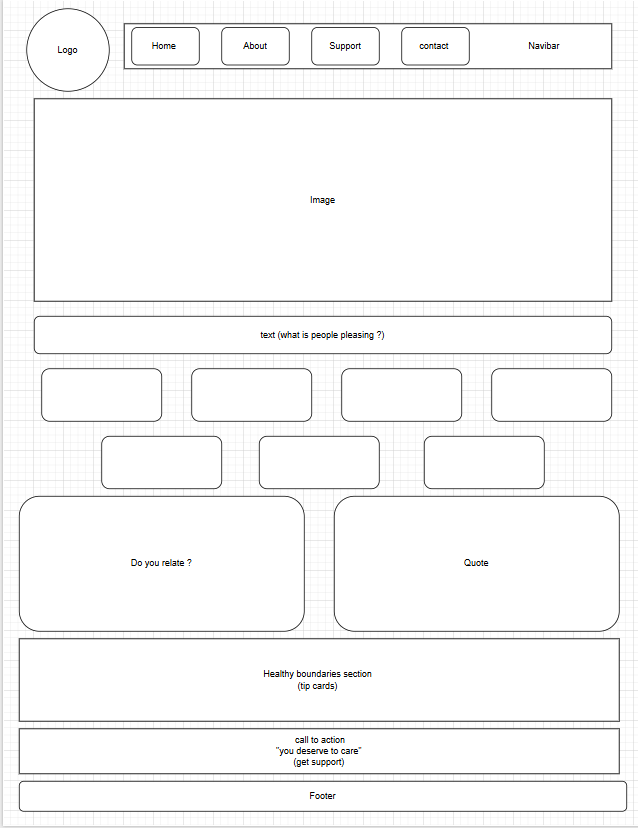 Logo
Home
About
Support
contact
Navibar
Image
text (what is people pleasing ?)
Do you relate ?
Quote
Healthy boundaries section
(tip cards)
call to action
"you deserve to care"
(get support)
Footer